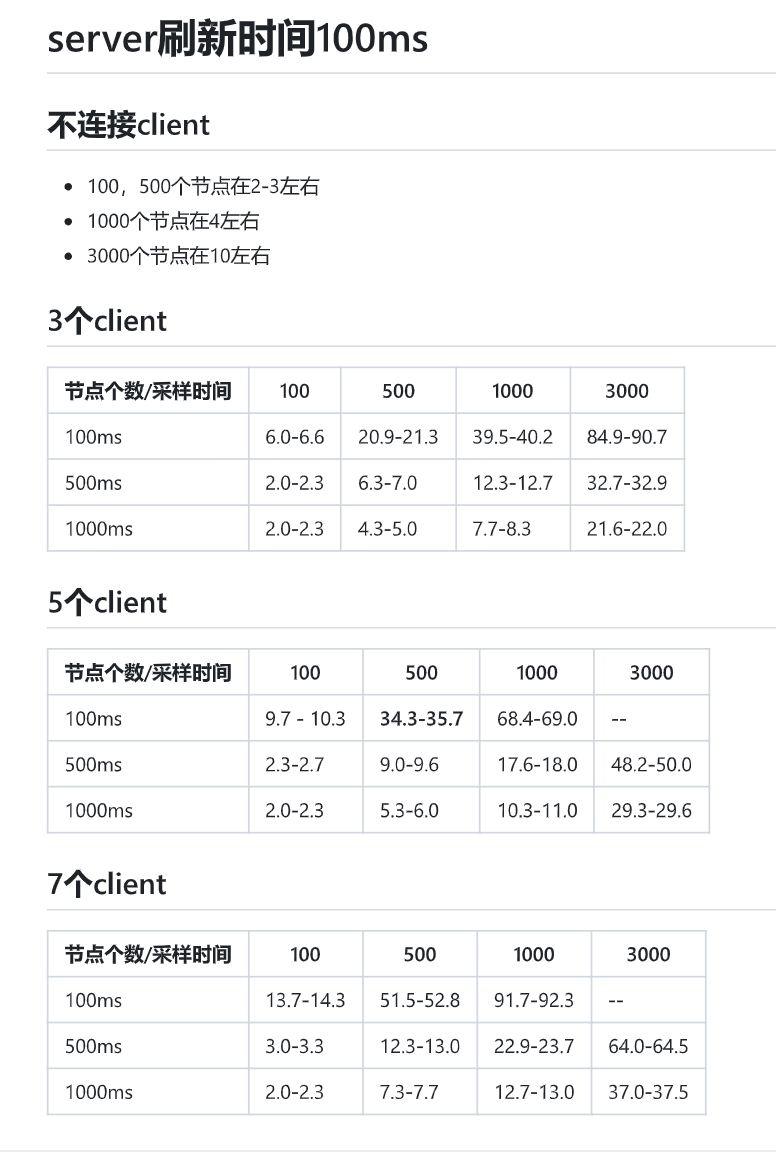 server刷新时间100ms
不连接client
100，500个节点在2-3左右
1000个节点在4左右
3000个节点在10左右
3个client
节点个数/采样时间 100 500 1000 3000
100ms 6.0-6.6 20.9-21.3 39.5-40.2 84.9-90.7
500ms 2.0-2.3 6.3-7.0 12.3-12.7 32.7-32.9
1000ms 2.0-2.3 4.3-5.0 7.7-8.3 21.6-22.0
5个client
节点个数/采样时间 100 500 1000 3000
100ms 9.7 - 10.3 34.3-35.7 68.4-69.0 --
500ms 2.3-2.7 9.0-9.6 17.6-18.0 48.2-50.0
1000ms 2.0-2.3 5.3-6.0 10.3-11.0 29.3-29.6
7个client
节点个数/采样时间 100 500 1000 3000
100ms 13.7-14.3 51.5-52.8 91.7-92.3 --
500ms 3.0-3.3 12.3-13.0 22.9-23.7 64.0-64.5
1000ms 2.0-2.3 7.3-7.7 12.7-13.0 37.0-37.5